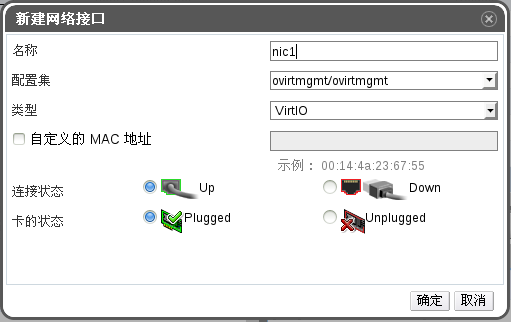 新建网络接口
名称 nic1
配置集 ovirtmgmt/ovirtmgmt
类型 VirtIO
自定义的 MAC 地址
示例： 00:14:4a:23:67:55
连接状态 Up Down
卡的状态 Plugged Unplugged
确定 取消